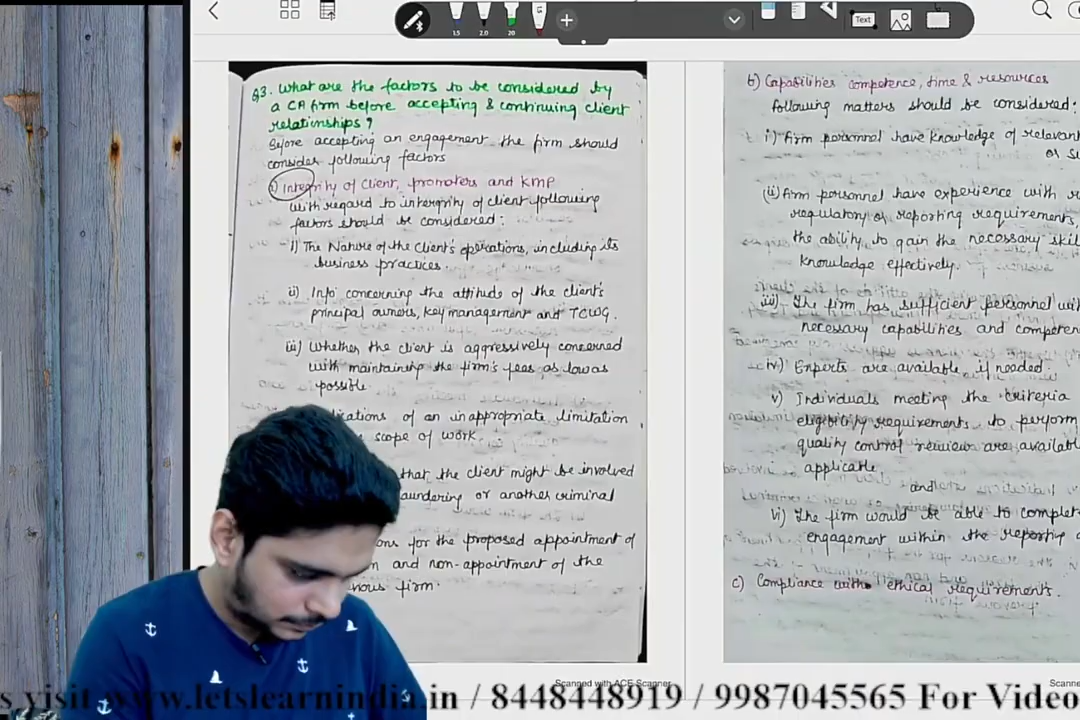 1.5
2.0
20
Text
Q3. What are the factors to be considered by
a CA firm before accepting & continuing client
relationships?
Before accepting an engagement the firm should
consider following factors
Integrity of client, promoters and KMP
With regard to intergrity of client following
factors should be considered:
i) The Nature of the client's operations, including its
business practices.
ii) Info concerning the attitude of the client's
principal owners, key management and TCWG.
iii) Whether the client is aggressively concerned
with maintaining the firm's fees as low as
possible
of an inappropriate limitation
scope of work
that the client might be involved
or another criminal
for the proposed appointment of
and non-appointment of the
firm.
b) Capabilities competence, time & resources
following matters should be considered:
i) Firm personnel have knowledge of
or
(ii) Firm personnel have experience with
regulatory or reporting requirements,
the ability to gain the necessary
knowledge effectively.
iii) The firm has sufficient personnel
necessary capabilities and
iv) Experts are available, if needed.
v) Individuals meeting the criteria
eligibility requirements to perform
quality control review are
applicable
and
vi) The firm would be able to
engagement within the reporting
c) Compliance with ethical requirements.
Scanned with ACE Scanner
visit www.letslearnindia.in / 8448448919 / 9987045565 For Video